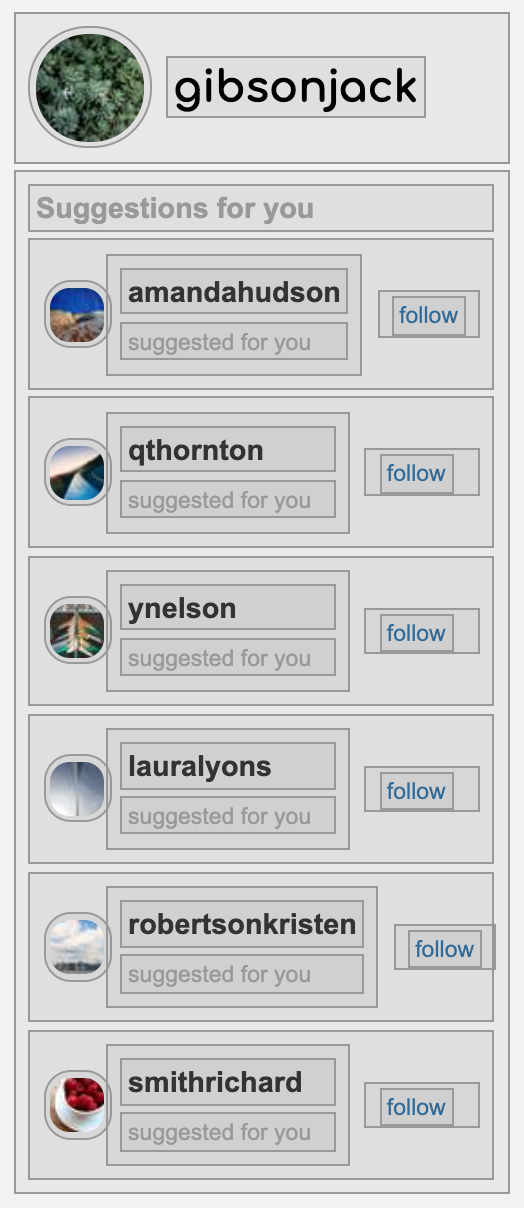 gibsonjack
Suggestions for you
amandahudson
suggested for you
follow
qthornton
suggested for you
follow
ynelson
suggested for you
follow
lauralyons
suggested for you
follow
robertsonkristen
suggested for you
follow
smithrichard
suggested for you
follow